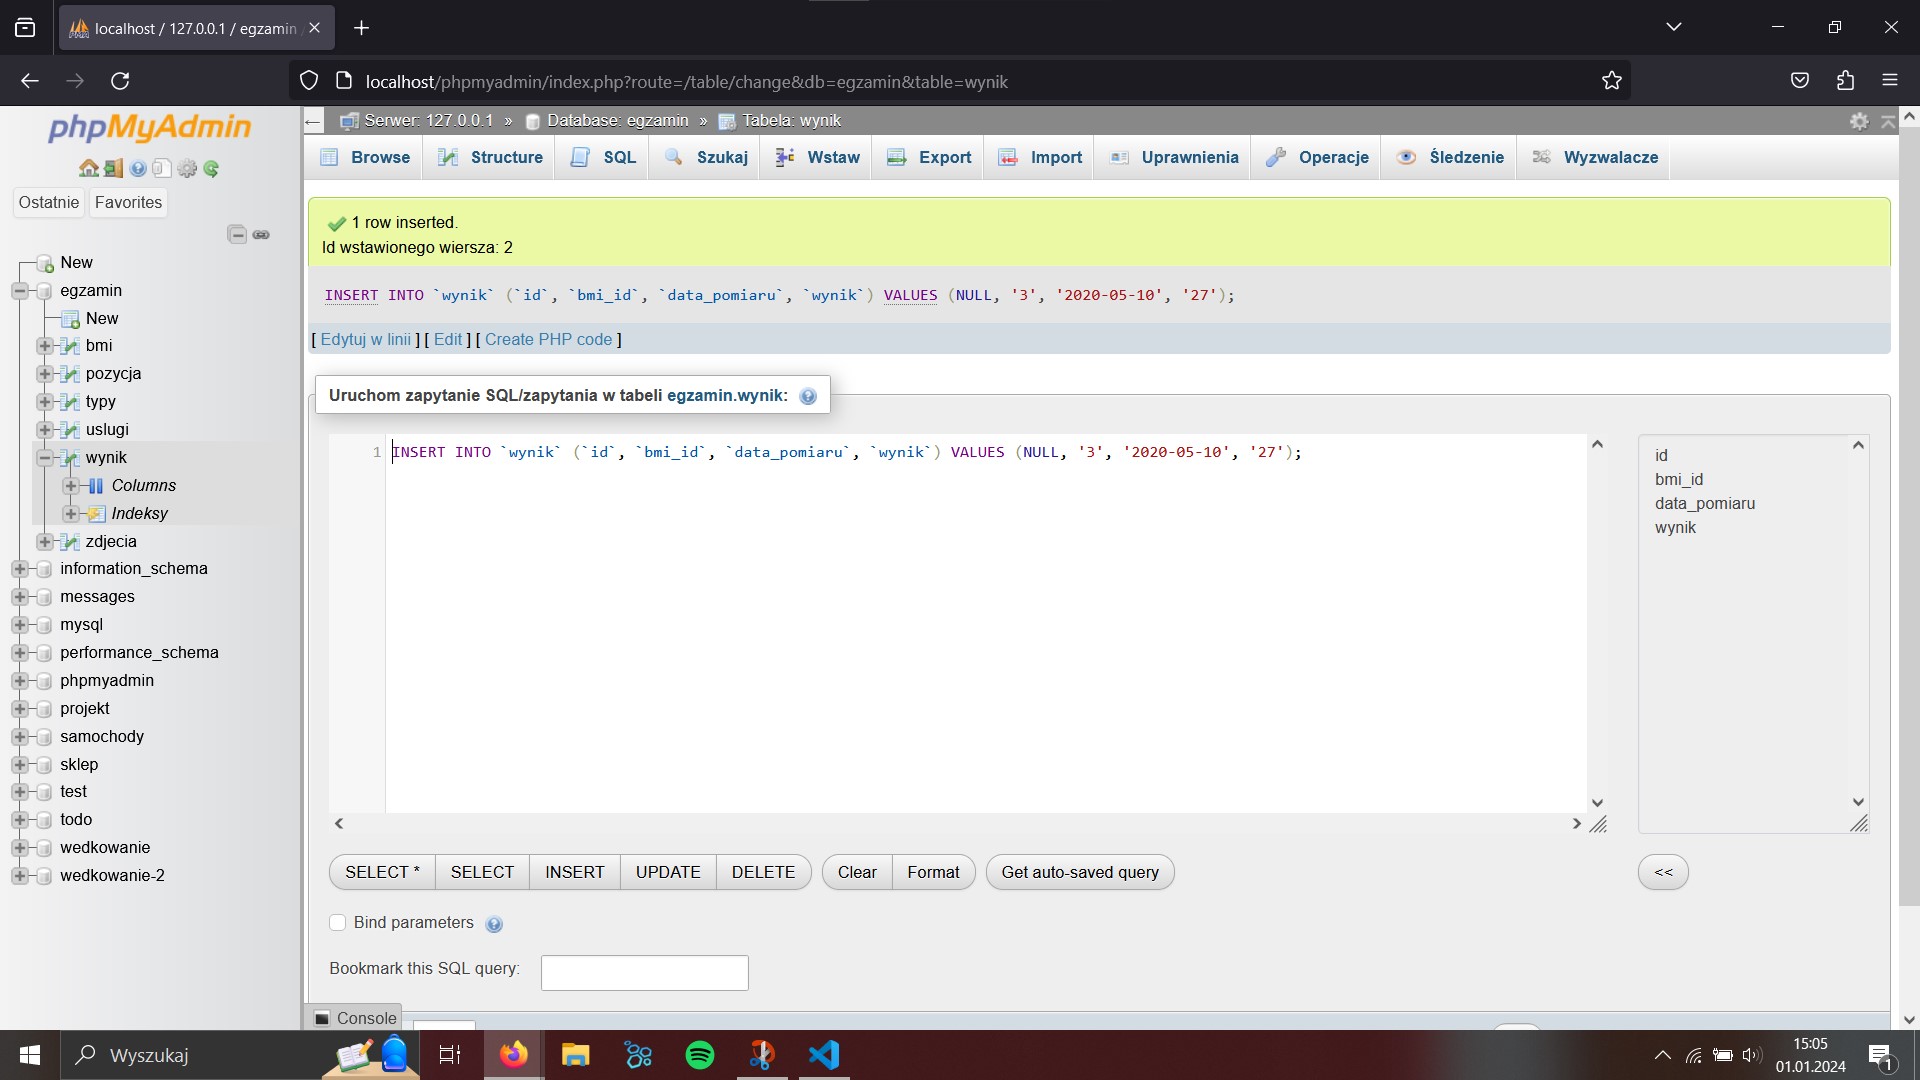 localhost / 127.0.0.1 / egzamin
localhost/phpmyadmin/index.php?route=/table/change&db=egzamin&table=wynik
phpMyAdmin
Ostatnie
Favorites
New
egzamin
New
bmi
pozycja
typy
uslugi
wynik
Columns
Indeksy
zdjecia
information_schema
messages
mysql
performance_schema
phpmyadmin
projekt
samochody
sklep
test
todo
wedkowanie
wedkowanie-2
Serwer: 127.0.0.1 » Database: egzamin » Tabela: wynik
Browse Structure SQL Szukaj Wstaw Export Import Uprawnienia Operacje Śledzenie Wyzwalacze
1 row inserted.
Id wstawionego wiersza: 2
INSERT INTO `wynik` (`id`, `bmi_id`, `data_pomiaru`, `wynik`) VALUES (NULL, '3', '2020-05-10', '27');
[ Edytuj w linii ] [ Edit ] [ Create PHP code ]
Uruchom zapytanie SQL/zapytania w tabeli egzamin.wynik:
1 INSERT INTO `wynik` (`id`, `bmi_id`, `data_pomiaru`, `wynik`) VALUES (NULL, '3', '2020-05-10', '27');
id
bmi_id
data_pomiaru
wynik
SELECT * SELECT INSERT UPDATE DELETE Clear Format Get auto-saved query <<
Bind parameters
Bookmark this SQL query:
Console
Wyszukaj
15:05
01.01.2024
1